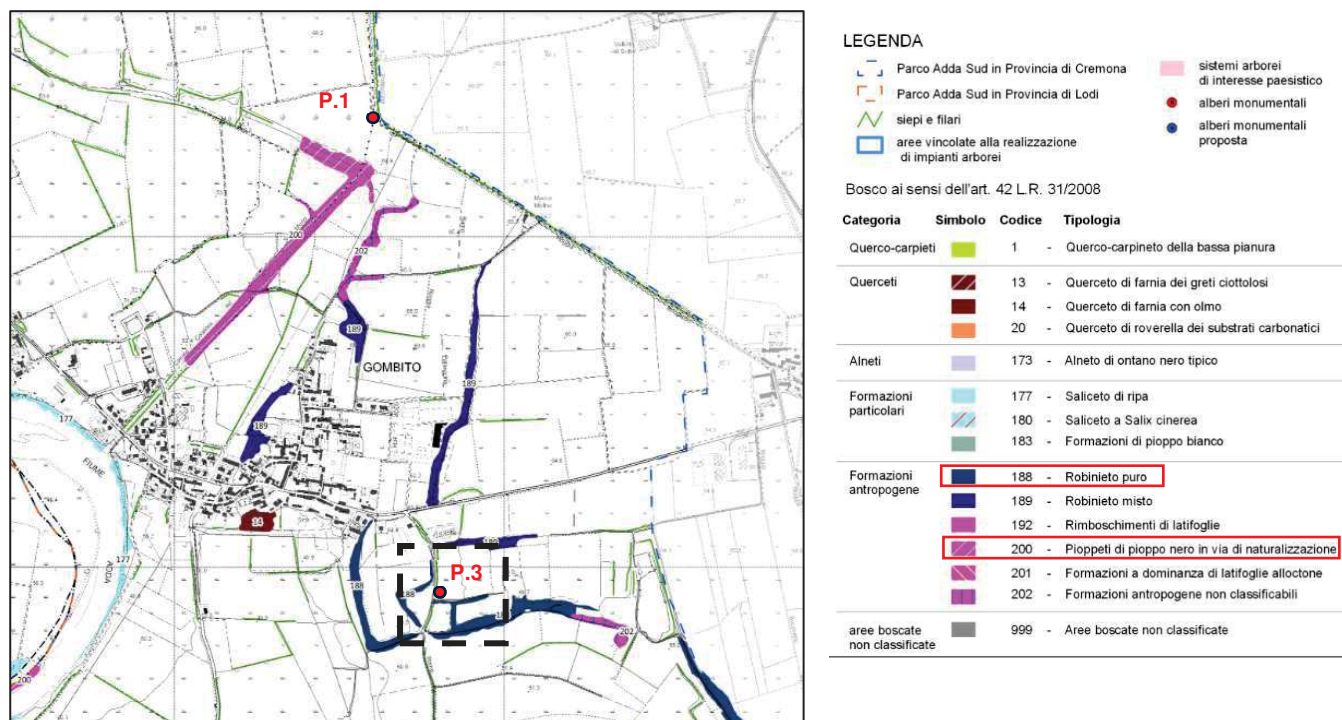 P.1
200
202
189
GOMBITO
189
189
177
FIUME
14
177
ADDA
188
P.3
188
188
202
200
LEGENDA
Parco Adda Sud in Provincia di Cremona
Parco Adda Sud in Provincia di Lodi
siepi e filari
aree vincolate alla realizzazione
di impianti arborei
sistemi arborei
di interesse paesistico
alberi monumentali
alberi monumentali
proposta
Bosco ai sensi dell'art. 42 L.R. 31/2008
Categoria Simbolo Codice Tipologia
Querco-carpieti 1 - Querco-carpineto della bassa pianura
Querceti 13 - Querceto di farnia dei greti ciottolosi
14 - Querceto di farnia con olmo
20 - Querceto di roverella dei substrati carbonatici
Alneti 173 - Alneto di ontano nero tipico
Formazioni
particolari
177 - Saliceto di ripa
180 - Saliceto a Salix cinerea
183 - Formazioni di pioppo bianco
Formazioni
antropogene
188 - Robinieto puro
189 - Robinieto misto
192 - Rimboschimenti di latifoglie
200 - Pioppeti di pioppo nero in via di naturalizzazione
201 - Formazioni a dominanza di latifoglie alloctone
202 - Formazioni antropogene non classificabili
aree boscate
non classificate
999 - Aree boscate non classificate